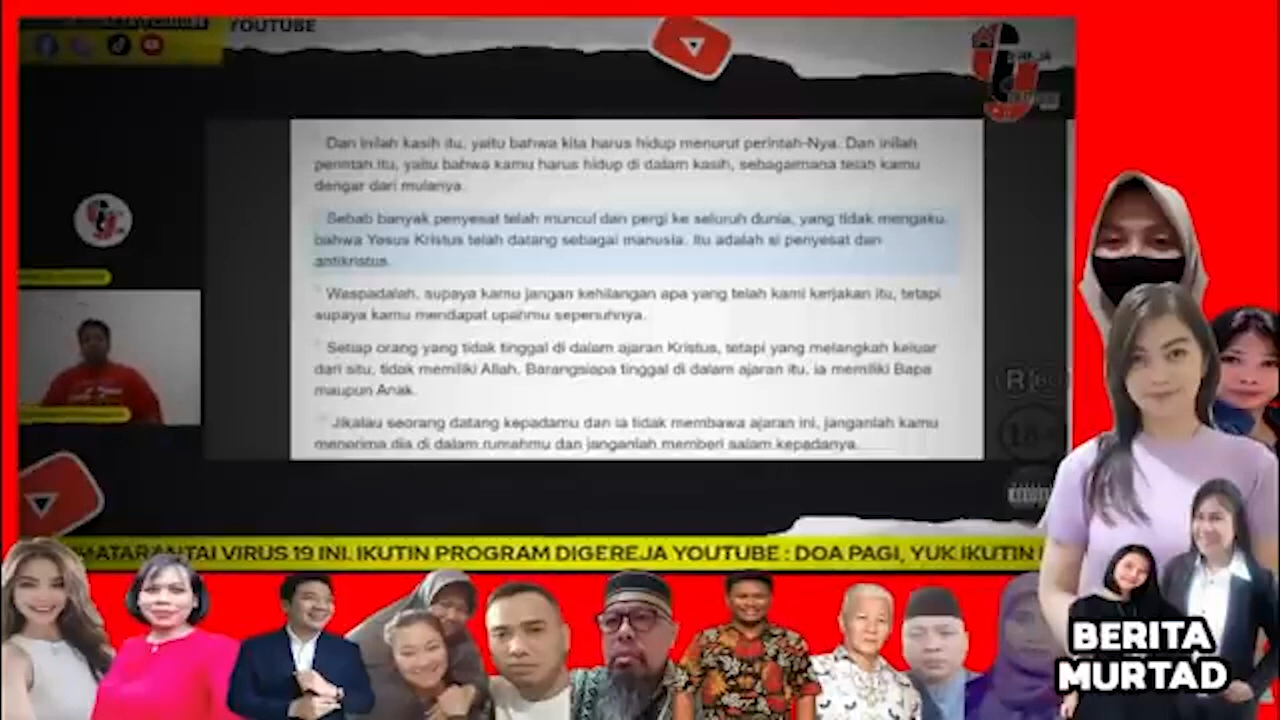 YOUTUBE
Dan inilah kasih itu, yaitu bahwa kita harus hidup menurut perintah-Nya. Dan inilah
perintah itu, yaitu bahwa kamu harus hidup di dalam kasih, sebagaimana telah kamu
dengar dari mulanya.
Sebab banyak penyesat telah muncul dan pergi ke seluruh dunia, yang tidak mengaku,
bahwa Yesus Kristus telah datang sebagai manusia. Itu adalah si penyesat dan
antikristus.
Waspadalah, supaya kamu jangan kehilangan apa yang telah kami kerjakan itu, tetapi
supaya kamu mendapat upahmu sepenuhnya.
Setiap orang yang tidak tinggal di dalam ajaran Kristus, tetapi yang melangkah keluar
dari situ, tidak memiliki Allah. Barangsiapa tinggal di dalam ajaran itu, ia memiliki Bapa
maupun Anak.
Jikalau seorang datang kepadamu dan ia tidak membawa ajaran ini, janganlah kamu
menerima dia di dalam rumahmu dan janganlah memberi salam kepadanya.
MATARANTAI VIRUS 19 INI. IKUTIN PROGRAM DIGEREJA YOUTUBE : DOA PAGI, YUK IKUTIN
BERITA
MURTAD